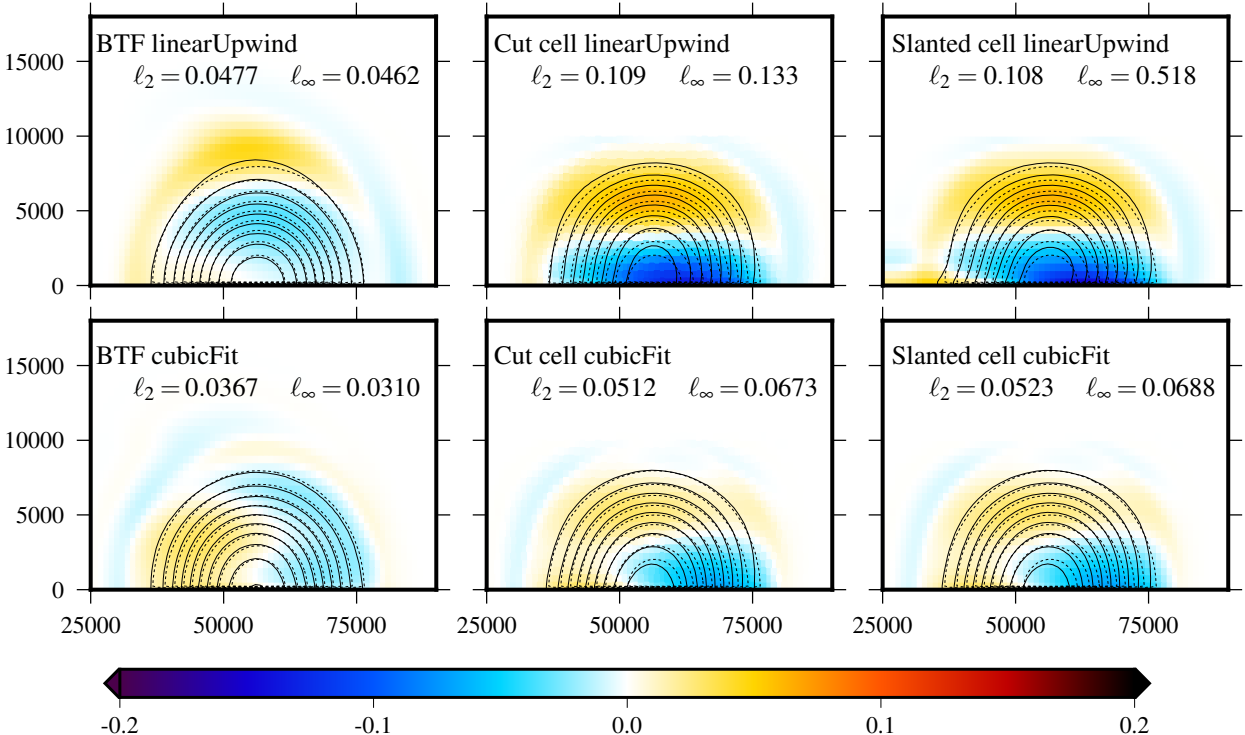 BTF linearUpwind
ℓ₂ = 0.0477 ℓ∞ = 0.0462
Cut cell linearUpwind
ℓ₂ = 0.109 ℓ∞ = 0.133
Slanted cell linearUpwind
ℓ₂ = 0.108 ℓ∞ = 0.518
15000
10000
5000
0
BTF cubicFit
ℓ₂ = 0.0367 ℓ∞ = 0.0310
Cut cell cubicFit
ℓ₂ = 0.0512 ℓ∞ = 0.0673
Slanted cell cubicFit
ℓ₂ = 0.0523 ℓ∞ = 0.0688
15000
10000
5000
0
25000 50000 75000 25000 50000 75000 25000 50000 75000
-0.2 -0.1 0.0 0.1 0.2